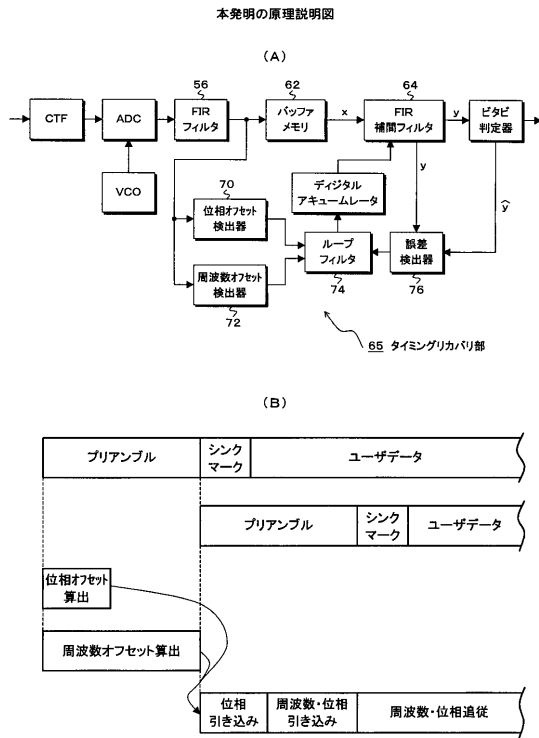 本発明の原理説明図
(A)
56
62
64
CTF
ADC
FIR
フィルタ
バッファ
メモリ
x
FIR
補間フィルタ
y
ビタビ
判定器
VCO
70
位相オフセット
検出器
ディジタル
アキュームレータ
y
ŷ
ループ
フィルタ
誤差
検出器
周波数オフセット
検出器
72
74
76
65 タイミングリカバリ部
(B)
プリアンブル
シンク
マーク
ユーザデータ
プリアンブル
シンク
マーク
ユーザデータ
位相オフセット
算出
周波数オフセット算出
位相
引き込み
周波数・位相
引き込み
周波数・位相追従